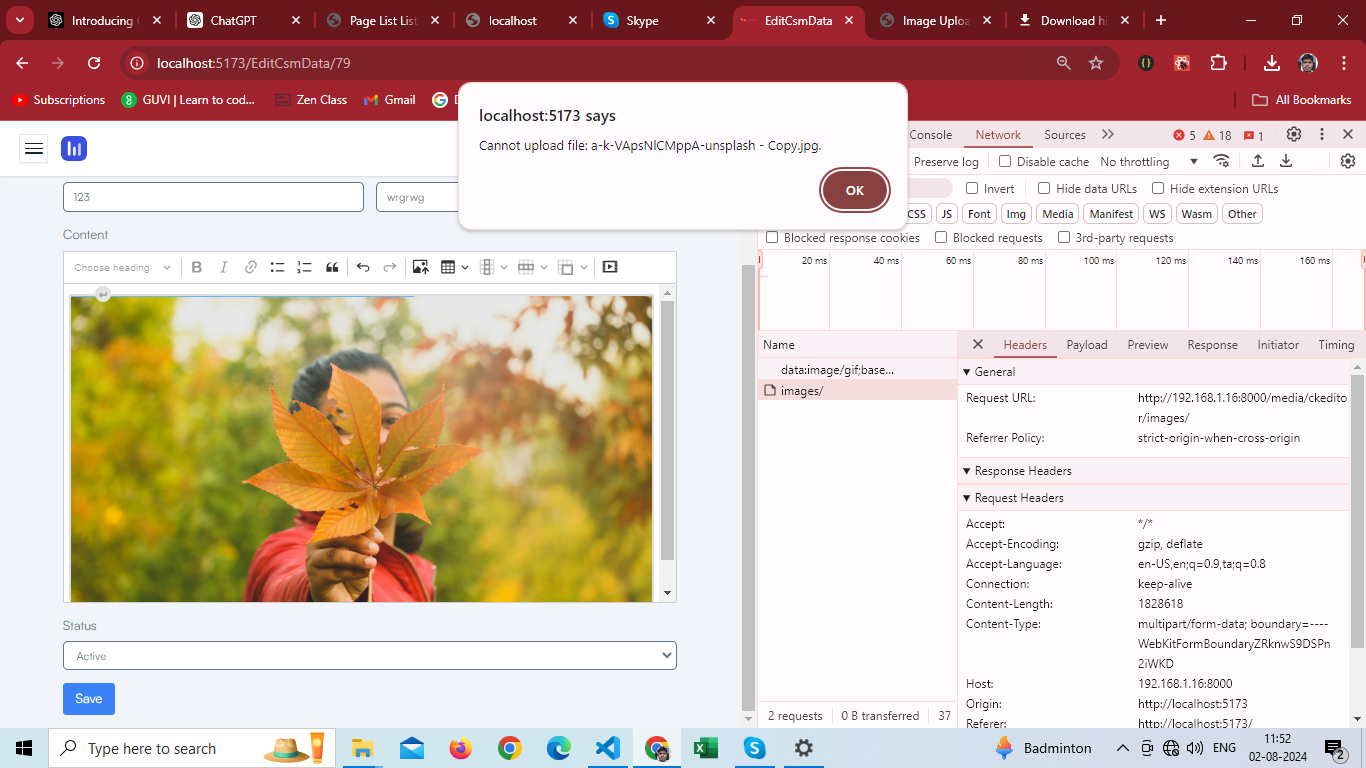 Introducing
ChatGPT
Page List List
localhost
Skype
EditCsmData
Image Uploa
Download hi
localhost:5173/EditCsmData/79
Subscriptions
GUVI | Learn to cod...
Zen Class
Gmail
All Bookmarks
localhost:5173 says
Cannot upload file: a-k-VApsNlCMppA-unsplash - Copy.jpg.
OK
Console
Network
Sources
5
18
1
Preserve log
Disable cache
No throttling
Invert
Hide data URLs
Hide extension URLs
CSS
JS
Font
Img
Media
Manifest
WS
Wasm
Other
Blocked response cookies
Blocked requests
3rd-party requests
20 ms
40 ms
60 ms
80 ms
100 ms
120 ms
140 ms
160 ms
123
wrgrwg
Content
Choose heading
B
I
Status
Active
Save
Name
data:image/gif;base...
images/
2 requests
0 B transferred
37
Headers
Payload
Preview
Response
Initiator
Timing
General
Request URL:
http://192.168.1.16:8000/media/ckedito
r/images/
Referrer Policy:
strict-origin-when-cross-origin
Response Headers
Request Headers
Accept:
*/*
Accept-Encoding:
gzip, deflate
Accept-Language:
en-US,en;q=0.9,ta;q=0.8
Connection:
keep-alive
Content-Length:
1828618
Content-Type:
multipart/form-data; boundary=----
WebKitFormBoundaryZRknwS9DSPn
2iWKD
Host:
192.168.1.16:8000
Origin:
http://localhost:5173
Referer:
http://localhost:5173/
Type here to search
Badminton
ENG
11:52
02-08-2024
2